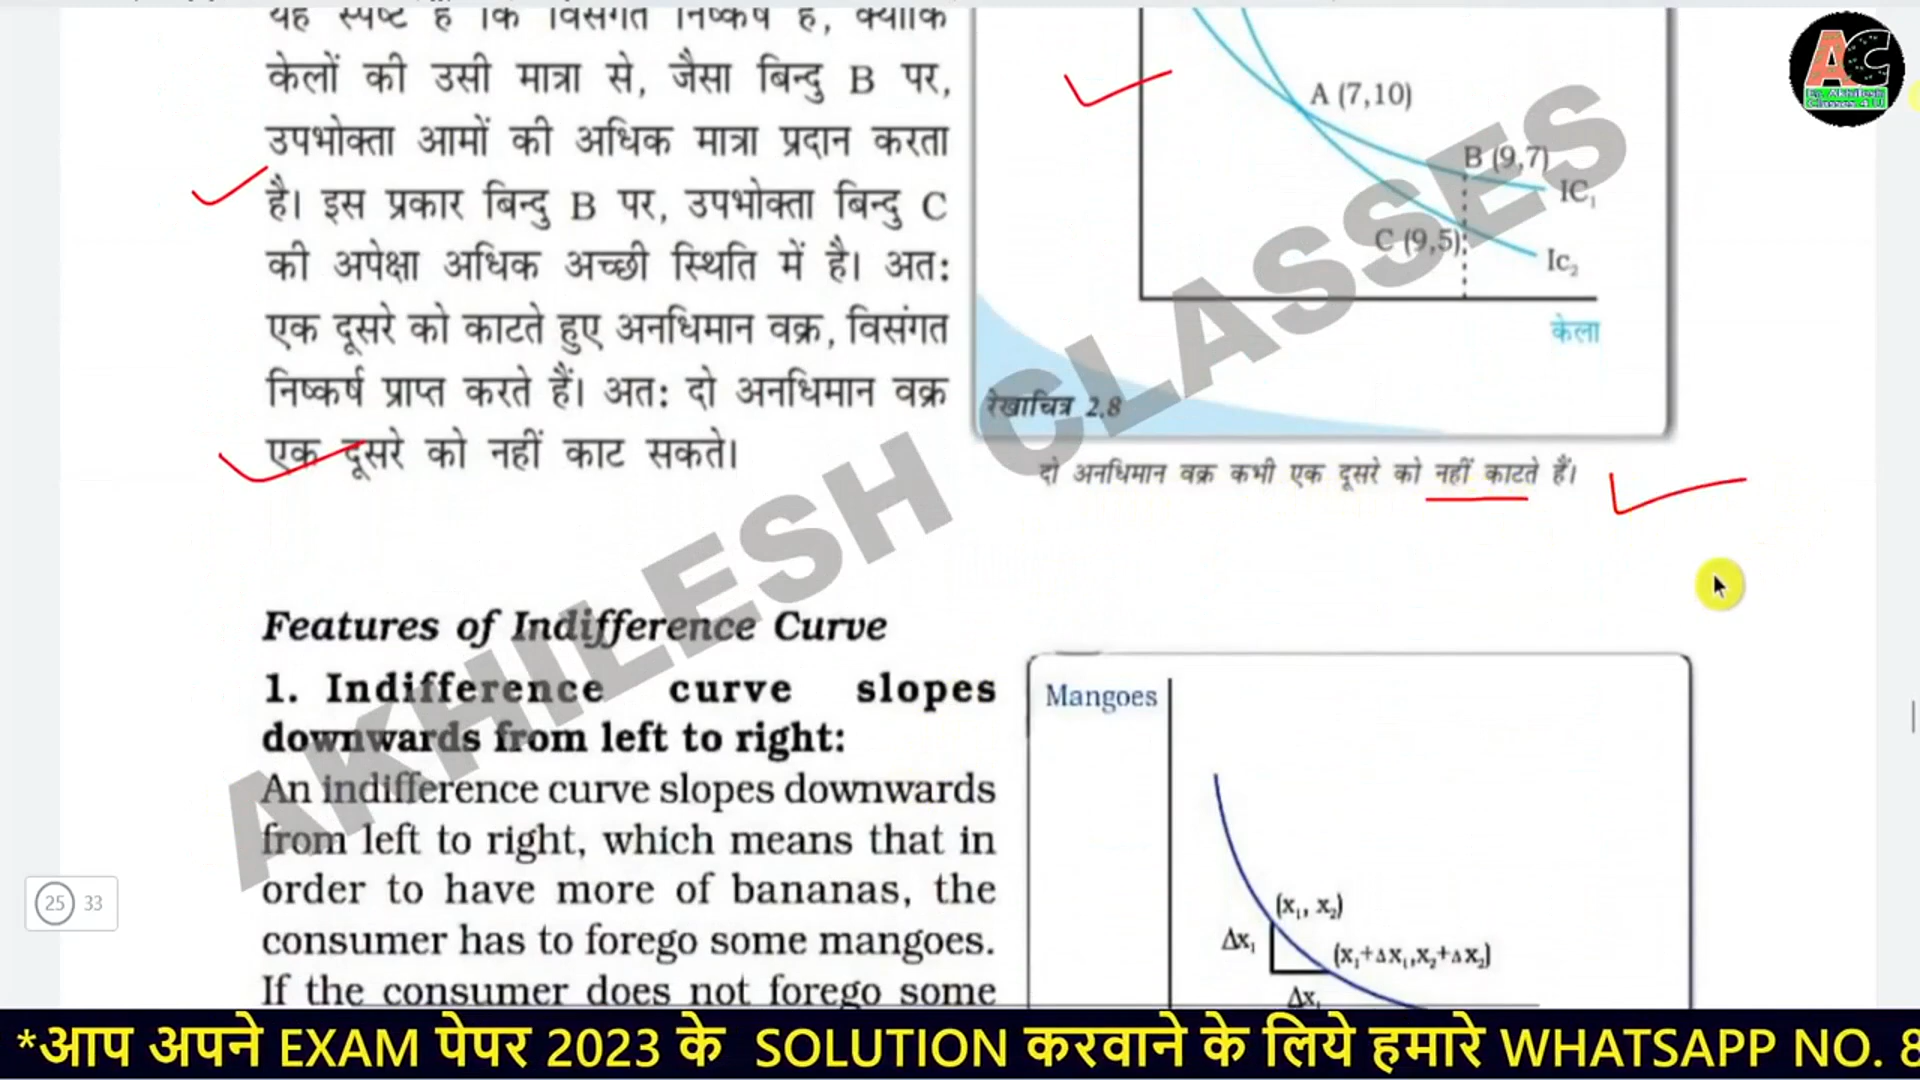 यह स्पष्ट है कि विसंगत निष्कर्ष है, क्योंकि
केलों की उसी मात्रा से, जैसा बिन्दु B पर,
उपभोक्ता आमों की अधिक मात्रा प्रदान करता
है। इस प्रकार बिन्दु B पर, उपभोक्ता बिन्दु C
की अपेक्षा अधिक अच्छी स्थिति में है। अत:
एक दूसरे को काटते हुए अनधिमान वक्र, विसंगत
निष्कर्ष प्राप्त करते हैं। अत: दो अनधिमान वक्र
एक दूसरे को नहीं काट सकते।
A (7,10)
B (9,7)
IC₁
C (9,5)
Ic₂
केला
रेखाचित्र 2.8
दो अनधिमान वक्र कभी एक दूसरे को नहीं काटते हैं।
AC
By. Akhilesh
Classes 4 U
AKHILESH CLASSES
Features of Indifference Curve
1. Indifference curve slopes
downwards from left to right:
An indifference curve slopes downwards
from left to right, which means that in
order to have more of bananas, the
consumer has to forego some mangoes.
If the consumer does not forego some
Mangoes
(x₁, x₂)
Δx₁
(x₁+Δx₁,x₂+Δx₂)
Δx₁
25 33
*आप अपने EXAM पेपर 2023 के SOLUTION करवाने के लिये हमारे WHATSAPP NO. 8